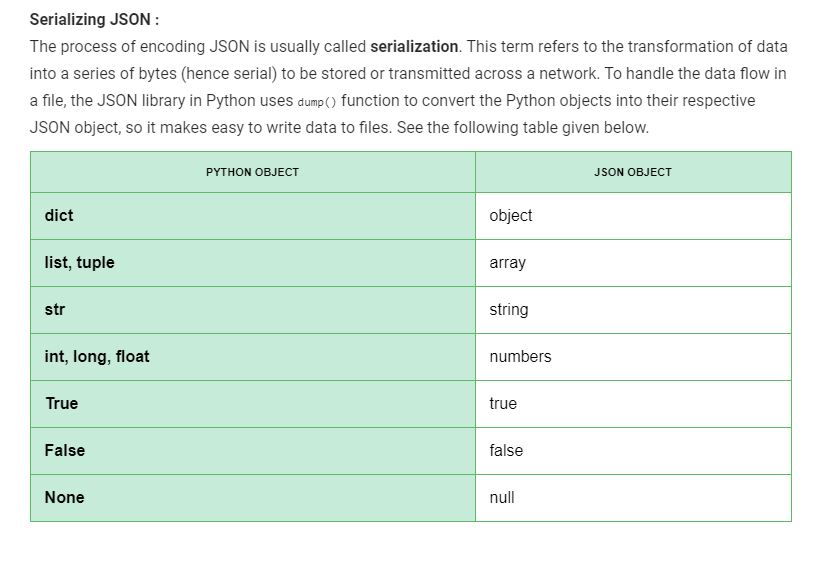 Serializing JSON :
The process of encoding JSON is usually called serialization. This term refers to the transformation of data
into a series of bytes (hence serial) to be stored or transmitted across a network. To handle the data flow in
a file, the JSON library in Python uses dump() function to convert the Python objects into their respective
JSON object, so it makes easy to write data to files. See the following table given below.
PYTHON OBJECT JSON OBJECT
dict object
list, tuple array
str string
int, long, float numbers
True true
False false
None null